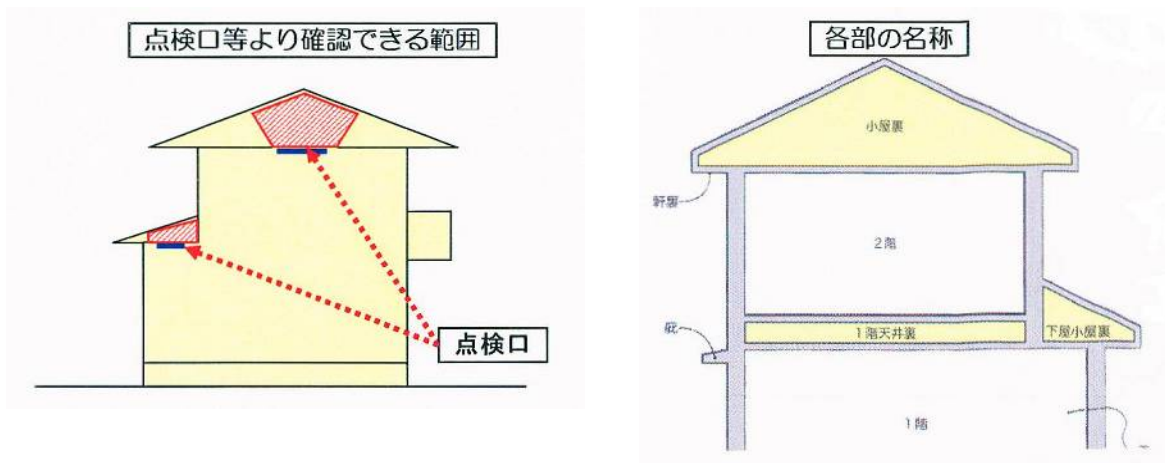 点検口等より確認できる範囲
点検口
各部の名称
小屋裏
軒裏
2階
庇
1階天井裏
下屋小屋裏
1階